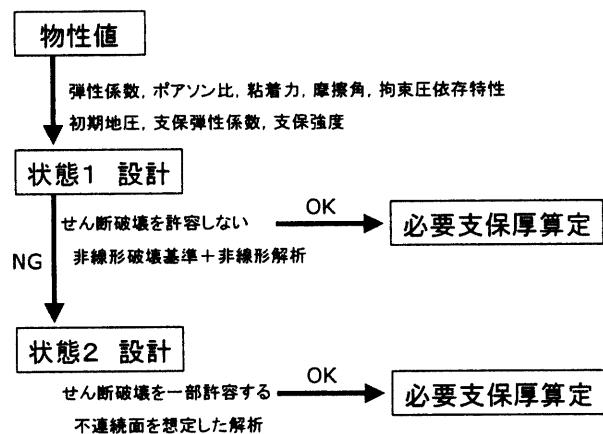 物性値
弾性係数, ポアソン比, 粘着力, 摩擦角, 拘束圧依存特性
初期地圧, 支保弾性係数, 支保強度
状態1 設計
せん断破壊を許容しない
OK
必要支保厚算定
NG
非線形破壊基準+非線形解析
状態2 設計
せん断破壊を一部許容する
OK
必要支保厚算定
不連続面を想定した解析